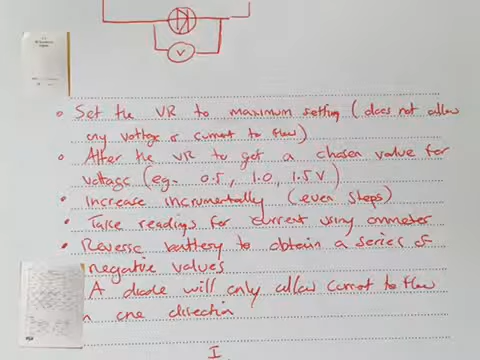 V
Set the VR to maximum setting (does not allow
any voltage or current to flow)
Alter the VR to get a chosen value for
voltage (eg. 0.5, 1.0, 1.5V)
Increase incrementally (even steps)
Take readings for current using ammeter
Reverse battery to obtain a series of
negative values
A diode will only allow current to flow
in one direction
I